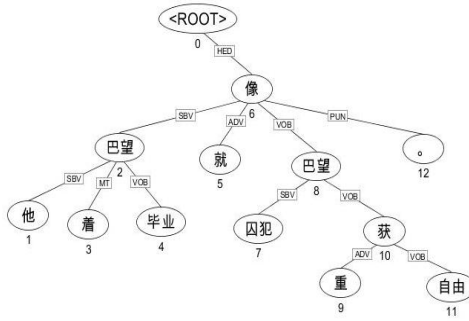 <ROOT>
0
HED
像
6
SBV
ADV
VOB
PUN
巴望
2
就
5
巴望
8
。
12
SBV
MT
VOB
SBV
VOB
他
1
着
3
毕业
4
囚犯
7
获
10
ADV
VOB
重
9
自由
11